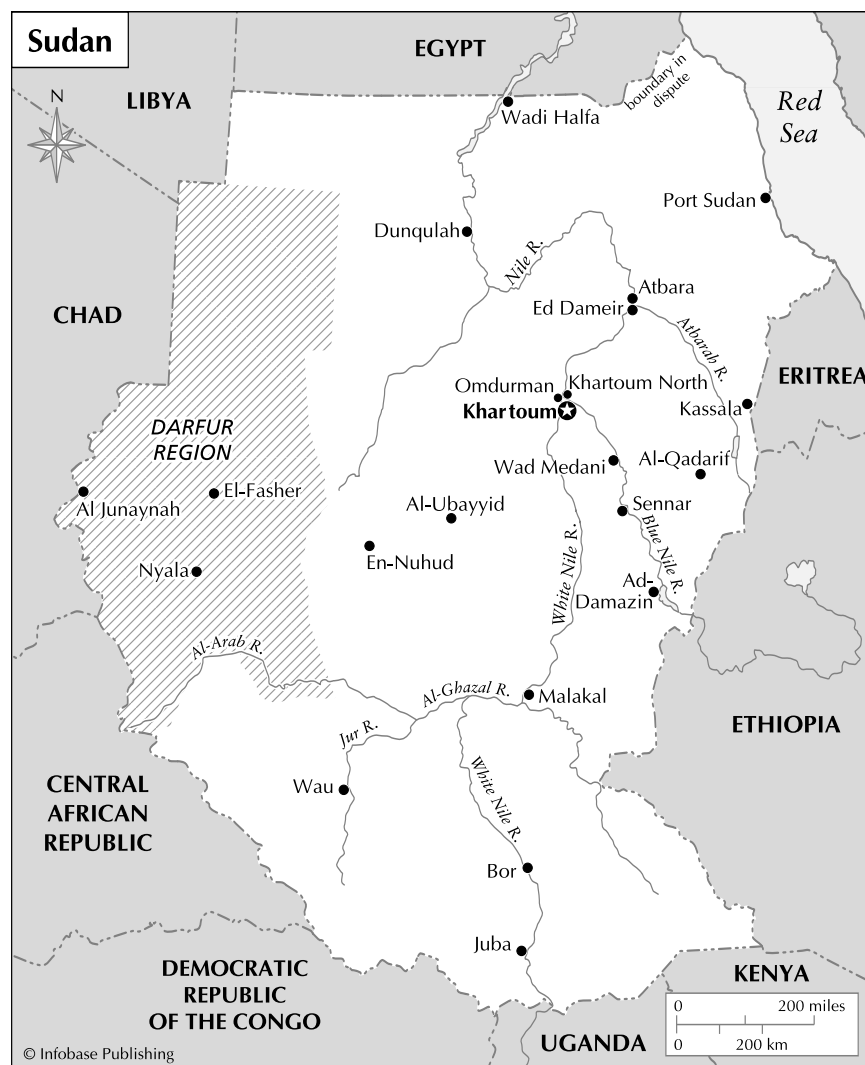 Sudan
EGYPT
LIBYA
N
boundary in
dispute
Red
Sea
Wadi Halfa
Port Sudan
Dunqulah
Nile R.
Atbara
Ed Dameir
CHAD
Atbarah R.
ERITREA
Omdurman
Khartoum North
Khartoum
Kassala
DARFUR
REGION
Wad Medani
Al-Qadarif
Al Junaynah
El-Fasher
Al-Ubayyid
Sennar
En-Nuhud
Blue Nile R.
Nyala
White Nile R.
Ad-
Damazin
Al-Arab R.
Al-Ghazal R.
Malakal
ETHIOPIA
Jur R.
Wau
White Nile R.
CENTRAL
AFRICAN
REPUBLIC
Bor
Juba
DEMOCRATIC
REPUBLIC
OF THE CONGO
KENYA
UGANDA
0 200 miles
0 200 km
© Infobase Publishing